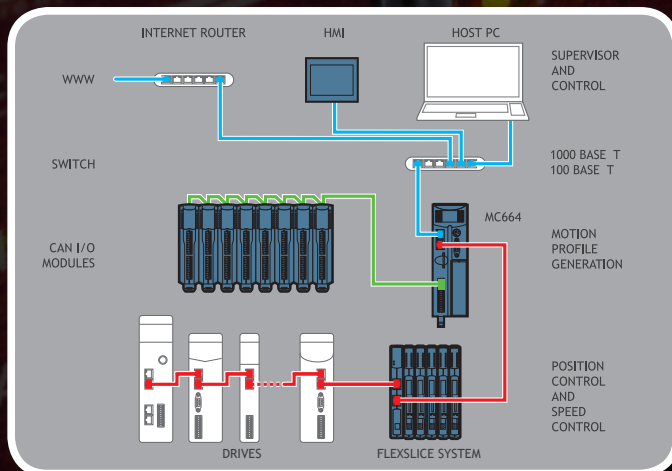 INTERNET ROUTER
HMI
HOST PC
WWW
SUPERVISOR
AND
CONTROL
SWITCH
1000 BASE T
100 BASE T
CAN I/O
MODULES
MC664
MOTION
PROFILE
GENERATION
POSITION
CONTROL
AND
SPEED
CONTROL
DRIVES
FLEXSLICE SYSTEM